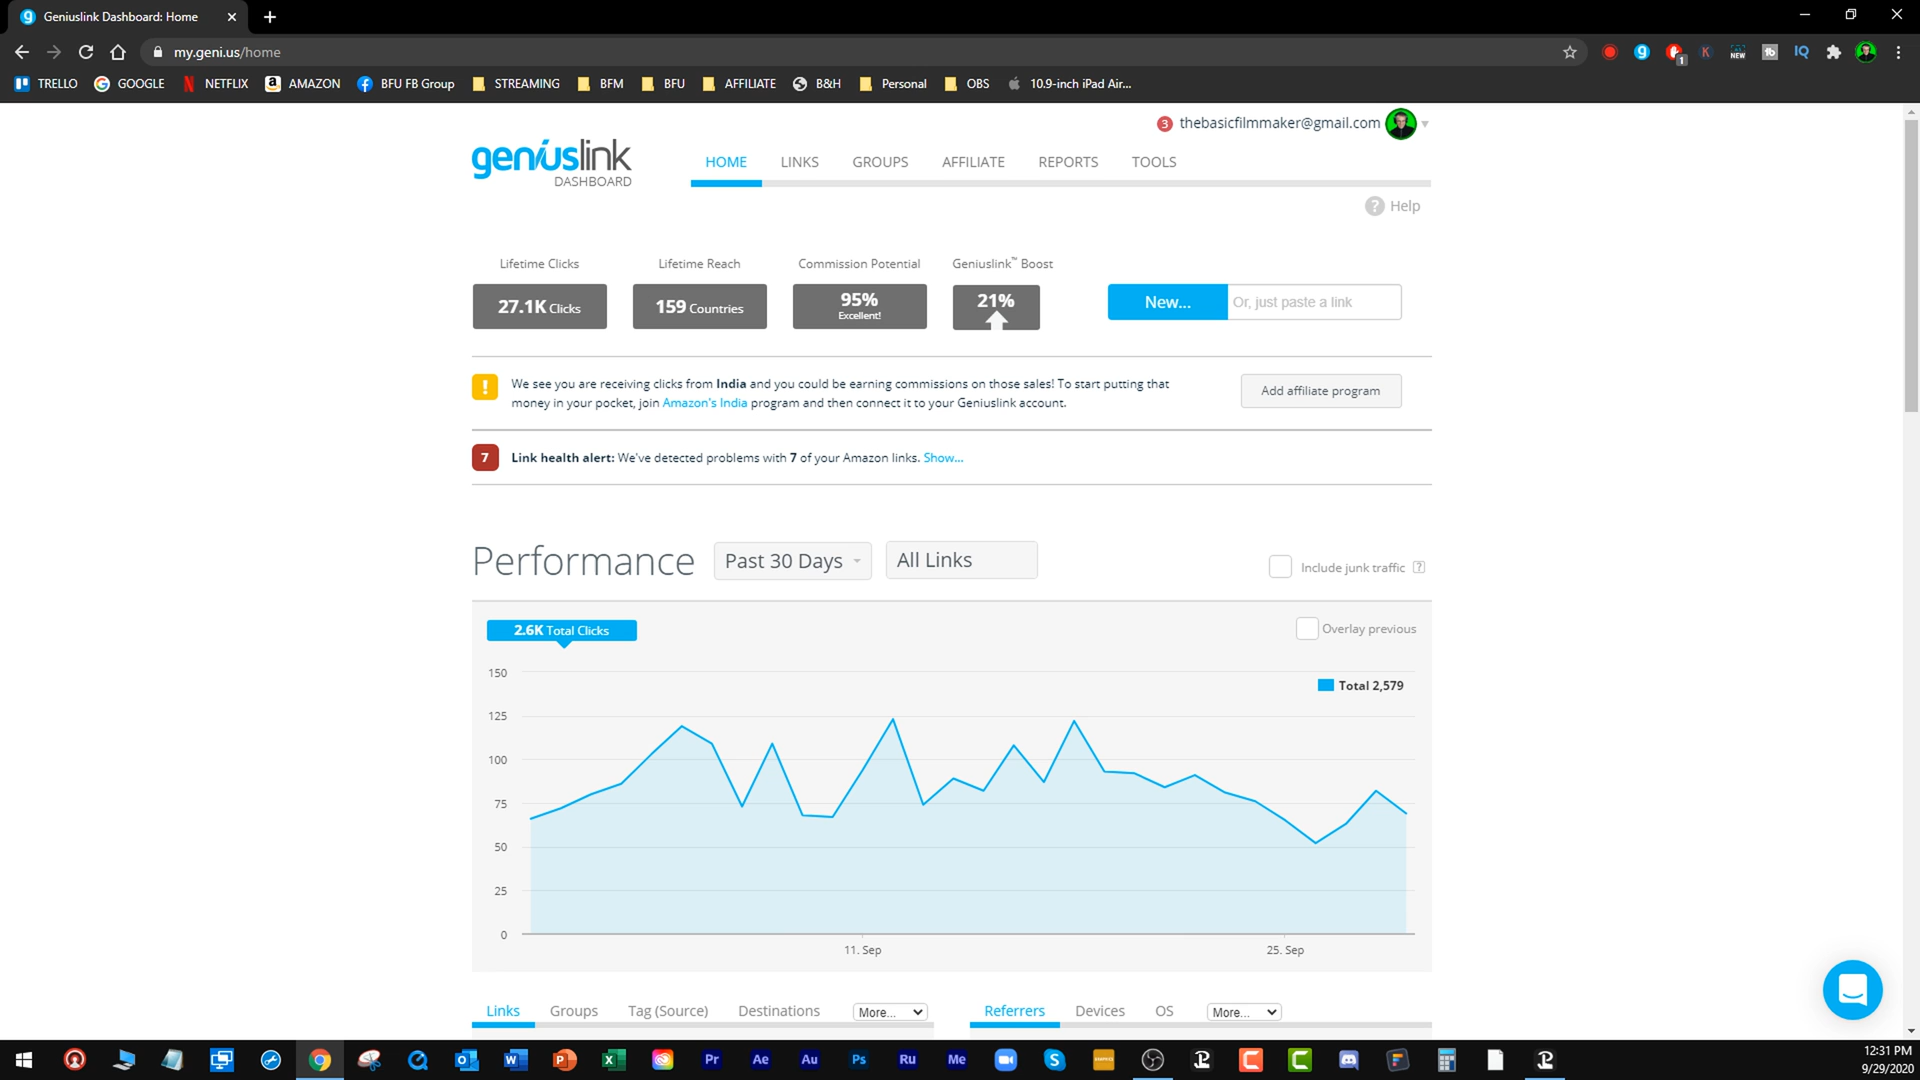 Geniuslink Dashboard: Home
my.geni.us/home
TRELLO GOOGLE NETFLIX AMAZON BFU FB Group STREAMING BFM BFU AFFILIATE B&H Personal OBS 10.9-inch iPad Air...
3 thebasicfilmmaker@gmail.com
geniuslink
DASHBOARD
HOME LINKS GROUPS AFFILIATE REPORTS TOOLS
? Help
Lifetime Clicks Lifetime Reach Commission Potential Geniuslink™ Boost
27.1K Clicks 159 Countries 95% 21%
Excellent!
New... Or, just paste a link
! We see you are receiving clicks from India and you could be earning commissions on those sales! To start putting that
money in your pocket, join Amazon's India program and then connect it to your Geniuslink account.
Add affiliate program
7 Link health alert: We've detected problems with 7 of your Amazon links. Show...
Performance Past 30 Days All Links Include junk traffic ?
2.6K Total Clicks Overlay previous
Total 2,579
150
125
100
75
50
25
0
11. Sep 25. Sep
Links Groups Tag (Source) Destinations More... Referrers Devices OS More...
Pr Ae Au Ps Ru Me
12:31 PM
9/29/2020